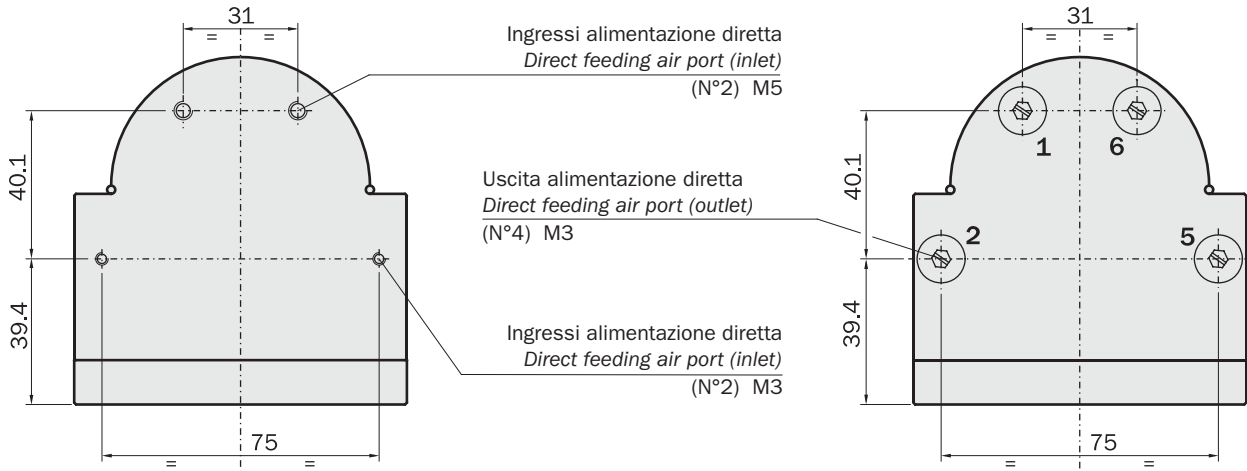 31
= =
40.1
39.4
75
= =
Ingressi alimentazione diretta
Direct feeding air port (inlet)
(N°2) M5
Uscita alimentazione diretta
Direct feeding air port (outlet)
(N°4) M3
Ingressi alimentazione diretta
Direct feeding air port (inlet)
(N°2) M3
31
= =
1 6
40.1
2 5
39.4
75
= =